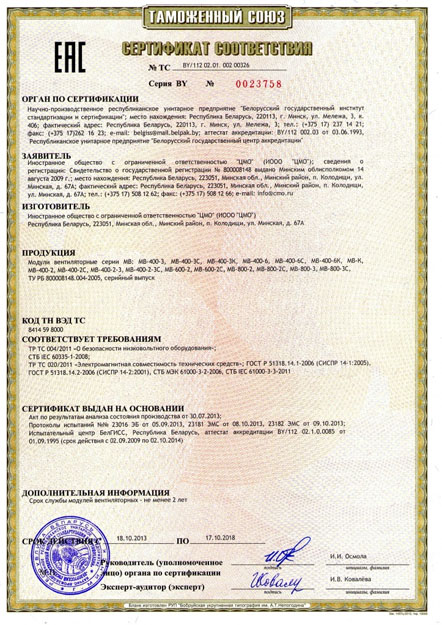 ТАМОЖЕННЫЙ СОЮЗ
ЕАС
СЕРТИФИКАТ СООТВЕТСТВИЯ
№ ТС BY/112 02.01. 002 00326
Серия BY № 0023758
ОРГАН ПО СЕРТИФИКАЦИИ
Научно-производственное республиканское унитарное предприятие "Белорусский государственный институт
стандартизации и сертификации"; место нахождения: Республика Беларусь, 220113, г. Минск, ул. Мележа, 3, к.
406; фактический адрес: Республика Беларусь, 220113, г. Минск, ул. Мележа, 3; тел.: (+375 17) 237 14 21;
факс: (+375 17)262 16 23; e-mail: belgiss@mail.belpak.by; аттестат аккредитации: BY/112 003.02 от 03.06.1993,
Республиканское унитарное предприятие "Белорусский государственный центр аккредитации"
ЗАЯВИТЕЛЬ
Иностранное общество с ограниченной ответственностью "ЦМО" (ИООО "ЦМО"); сведения о
регистрации: Свидетельство о государственной регистрации № 800008148 выдано Минским облисполкомом 14
августа 2009 г.; место нахождения: Республика Беларусь, 223051, Минская обл., Минский район, п. Колодищи, ул.
Минская, д. 67А; фактический адрес: Республика Беларусь, 223051, Минская обл., Минский район, п. Колодищи,
ул. Минская, д. 67А; тел.: (+375 17) 508 12 66; факс: (+375 17) 508 12 66; e-mail: info@cmo.ru
ИЗГОТОВИТЕЛЬ
Иностранное общество с ограниченной ответственностью "ЦМО" (ИООО "ЦМО")
Республика Беларусь, 223051, Минская обл., Минский район, п. Колодищи, ул. Минская, д. 67А
ПРОДУКЦИЯ
Модули вентиляторные серии МВ: МВ-400-3, МВ-400-3С, МВ-400-3К, МВ-400-6, МВ-400-6С, МВ-400-6К, МВ-К,
МВ-400-2, МВ-400-2С, МВ-400-2-3, МВ-400-2-3С, МВ-600-2, МВ-600-2С, МВ-800-2, МВ-800-2С, МВ-800-3, МВ-800-3С,
ТУ РБ 800008148.004-2005, серийный выпуск
КОД ТН ВЭД ТС
8414 59 8000
СООТВЕТСТВУЕТ ТРЕБОВАНИЯМ
ТР ТС 004/2011 «О безопасности низковольтного оборудования»;
СТБ IEC 60335-1-2008;
ТР ТС 020/2011 «Электромагнитная совместимость технических средств»; ГОСТ Р 51318.14.1-2006 (СИСПР 14-1:2005),
ГОСТ Р 51318.14.2-2006 (СИСПР 14-2:2001), СТБ МЭК 61000-3-2-2006, СТБ IEC 61000-3-3-2011
СЕРТИФИКАТ ВЫДАН НА ОСНОВАНИИ
Акт по результатам анализа состояния производства от 30.07.2013;
Протоколы испытаний №№ 23016 ЭБ от 05.09.2013, 23181 ЭМС от 08.10.2013, 23182 ЭМС от 09.10.2013;
Испытательный центр БелГИСС, Республика Беларусь, аттестат аккредитации BY/112 02.1.0.0085 от
01.09.1995 (срок действия с 02.09.2009 по 02.10.2014)
ДОПОЛНИТЕЛЬНАЯ ИНФОРМАЦИЯ
Срок службы модулей вентиляторных - не менее 2 лет
СРОК ДЕЙСТВИЯ С 18.10.2013 ПО 17.10.2018
Руководитель (уполномоченное
лицо) органа по сертификации
подпись
И.И. Осмола
инициалы, фамилия
Эксперт-аудитор (эксперт)
подпись
И.В. Ковалёва
инициалы, фамилия
Бланк изготовлен РУП "Бобруйская укрупненная типография им. А.Т.Непогодина"